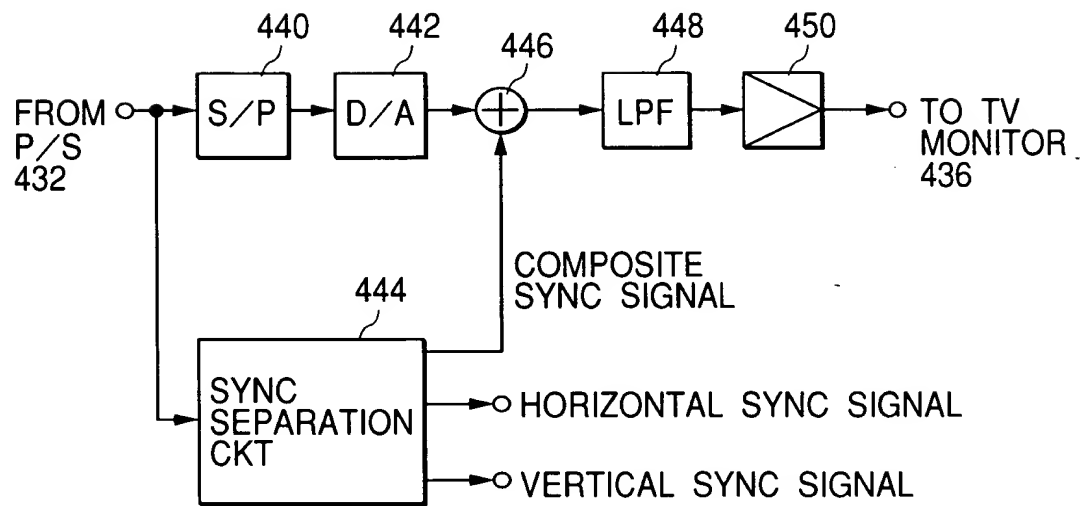 440
442
446
448
450
FROM
P/S
432
S/P
D/A
LPF
TO TV
MONITOR
436
COMPOSITE
SYNC SIGNAL
444
SYNC
SEPARATION
CKT
HORIZONTAL SYNC SIGNAL
VERTICAL SYNC SIGNAL